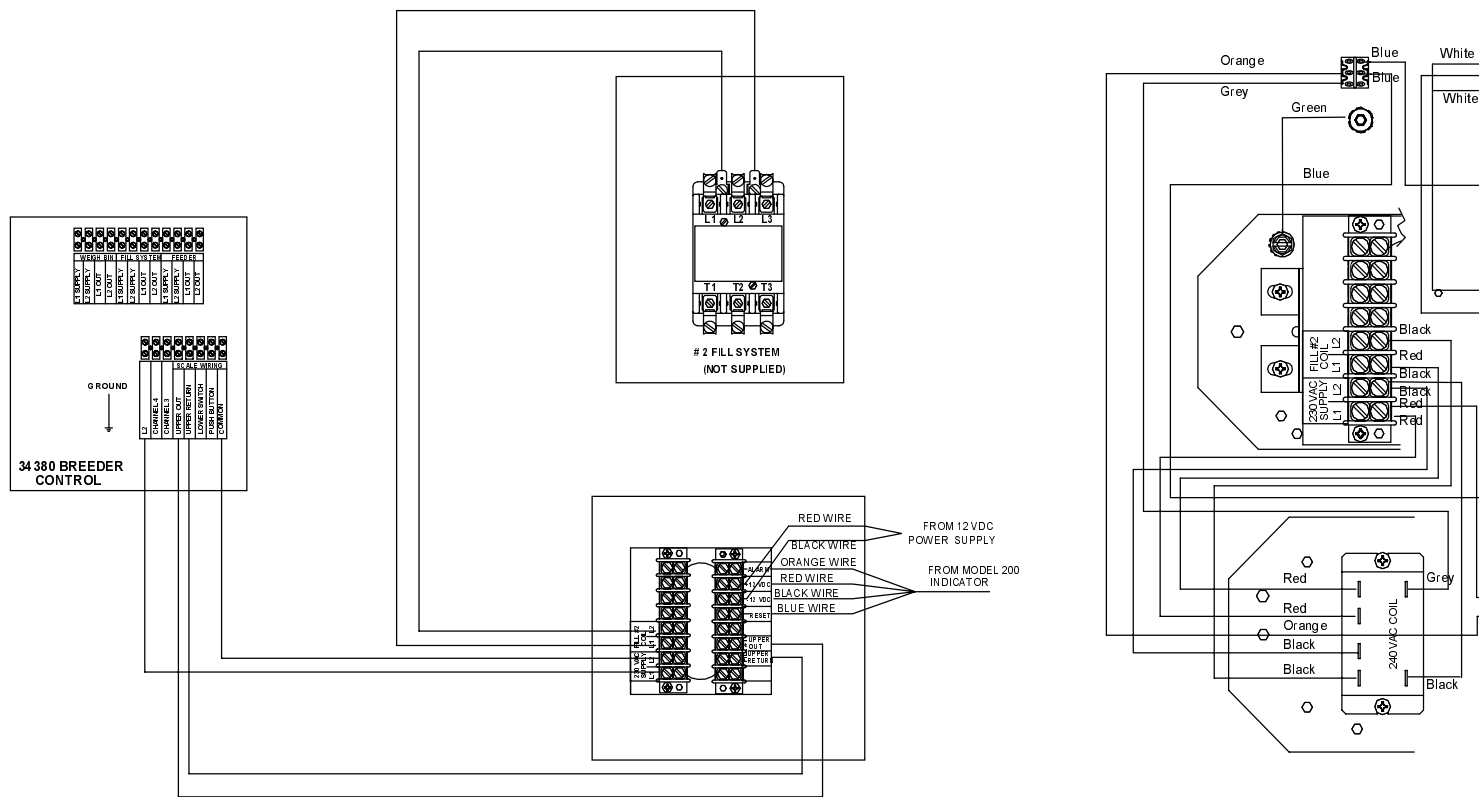 WEIGH BIN FILL SYSTEM FEEDER
L1 SUPPLY
L2 SUPPLY
L1 OUT
L2 OUT
L1 SUPPLY
L2 SUPPLY
L1 OUT
L2 OUT
L1 SUPPLY
L2 SUPPLY
L1 OUT
L2 OUT
SCALE WIRING
L2
CHANNEL 4
CHANNEL 3
UPPER OUT
UPPER RETURN
LOWER SWITCH
PUSH BUTTON
COMMON
GROUND
34380 BREEDER
CONTROL
L1 L2 L3
T1 T2 T3
# 2 FILL SYSTEM
(NOT SUPPLIED)
RED WIRE
BLACK WIRE
FROM 12 VDC
POWER SUPPLY
ORANGE WIRE
RED WIRE
BLACK WIRE
BLUE WIRE
FROM MODEL 200
INDICATOR
ALARM
+12 VDC
-12 VDC
RESET
UPPER
OUT
UPPER
RETURN
FILL #2
COIL
L2
L1
230 VAC
SUPPLY
L2
L1
Orange
Grey
Blue
Blue
White
White
Green
Blue
FILL #2
COIL
L2
L1
230 VAC
SUPPLY
L2
L1
Black
Red
Black
Black
Red
Red
Red
Red
Orange
Black
Black
240 VAC COIL
Grey
Black